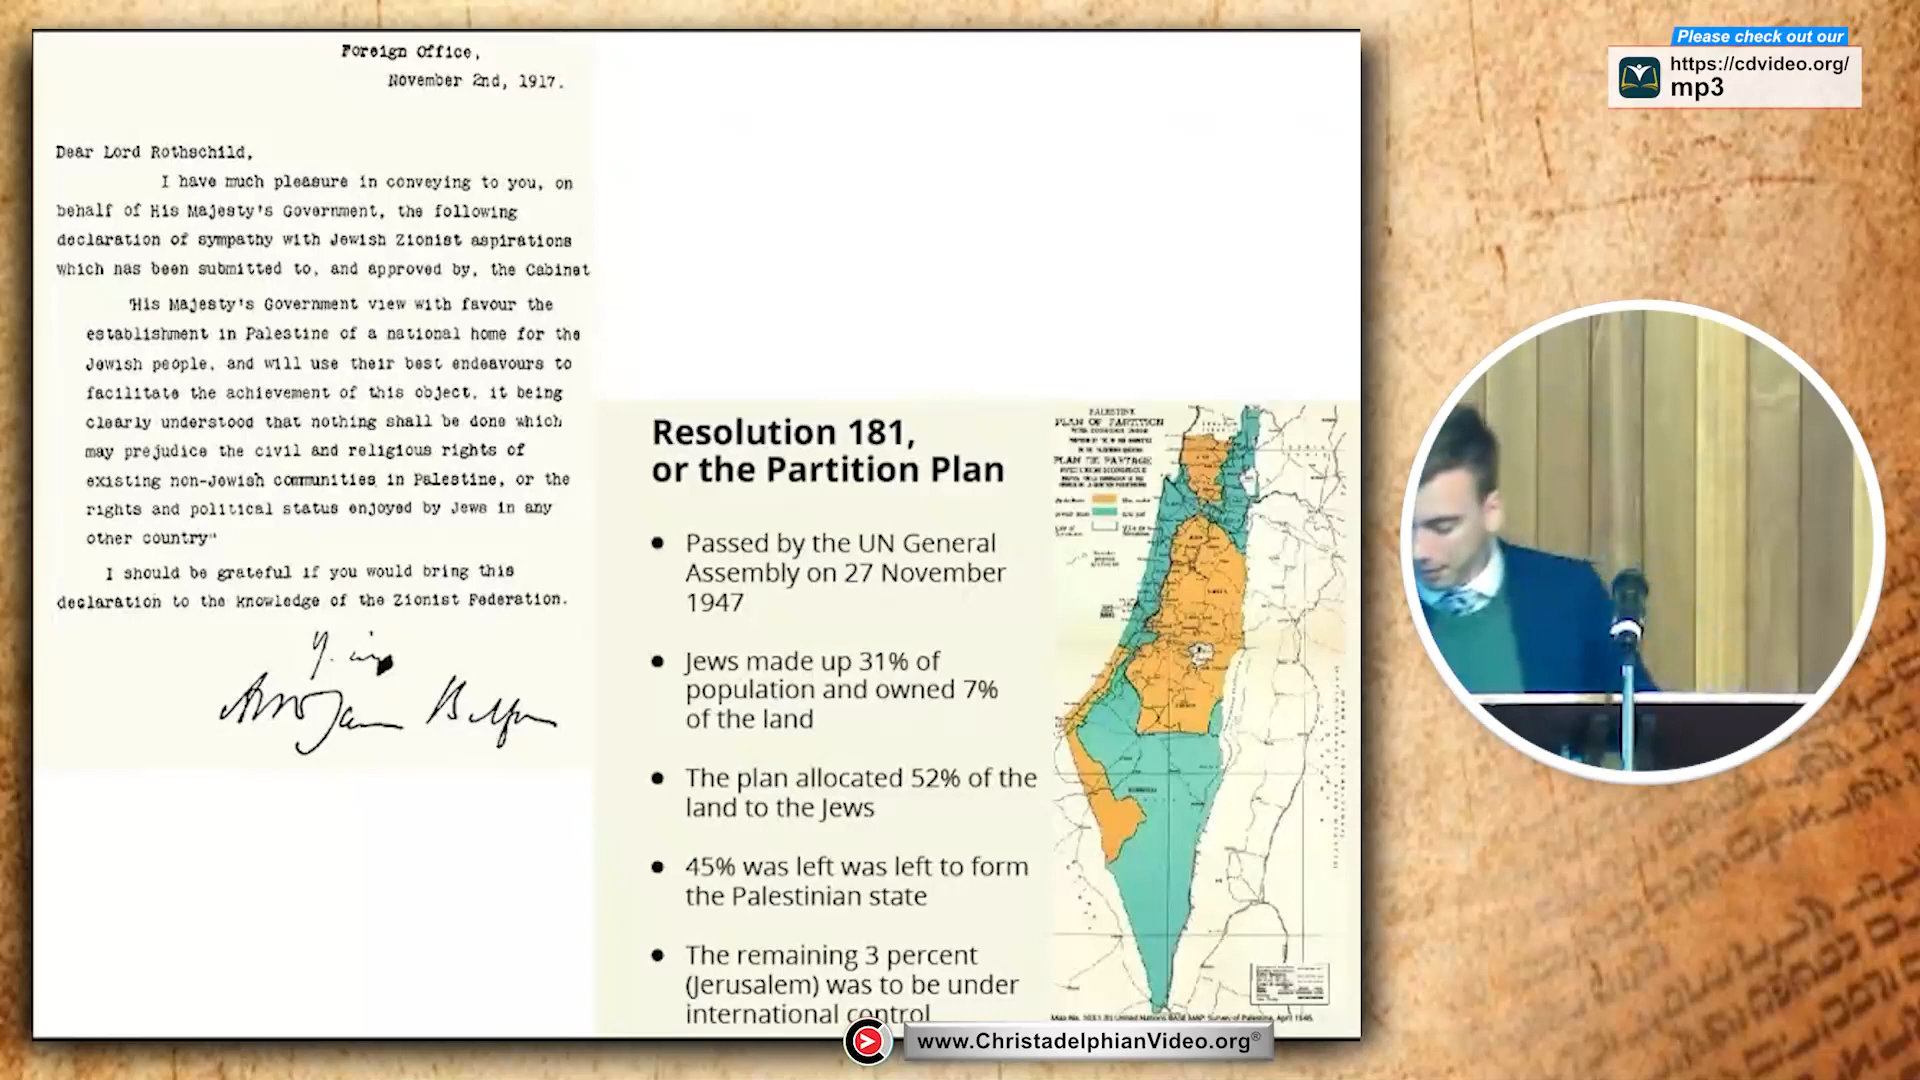 Foreign Office,
November 2nd, 1917.
Dear Lord Rothschild,
I have much pleasure in conveying to you, on
behalf of His Majesty's Government, the following
declaration of sympathy with Jewish Zionist aspirations
which has been submitted to, and approved by, the Cabinet
"His Majesty's Government view with favour the
establishment in Palestine of a national home for the
Jewish people, and will use their best endeavours to
facilitate the achievement of this object, it being
clearly understood that nothing shall be done which
may prejudice the civil and religious rights of
existing non-Jewish communities in Palestine, or the
rights and political status enjoyed by Jews in any
other country"
I should be grateful if you would bring this
declaration to the knowledge of the Zionist Federation.
Resolution 181,
or the Partition Plan
● Passed by the UN General
Assembly on 27 November
1947
● Jews made up 31% of
population and owned 7%
of the land
● The plan allocated 52% of the
land to the Jews
● 45% was left was left to form
the Palestinian state
● The remaining 3 percent
(Jerusalem) was to be under
international control
PALESTINE
PLAN OF PARTITION
PLAN DE PARTAGE
Please check out our
https://cdvideo.org/
mp3
www.ChristadelphianVideo.org®